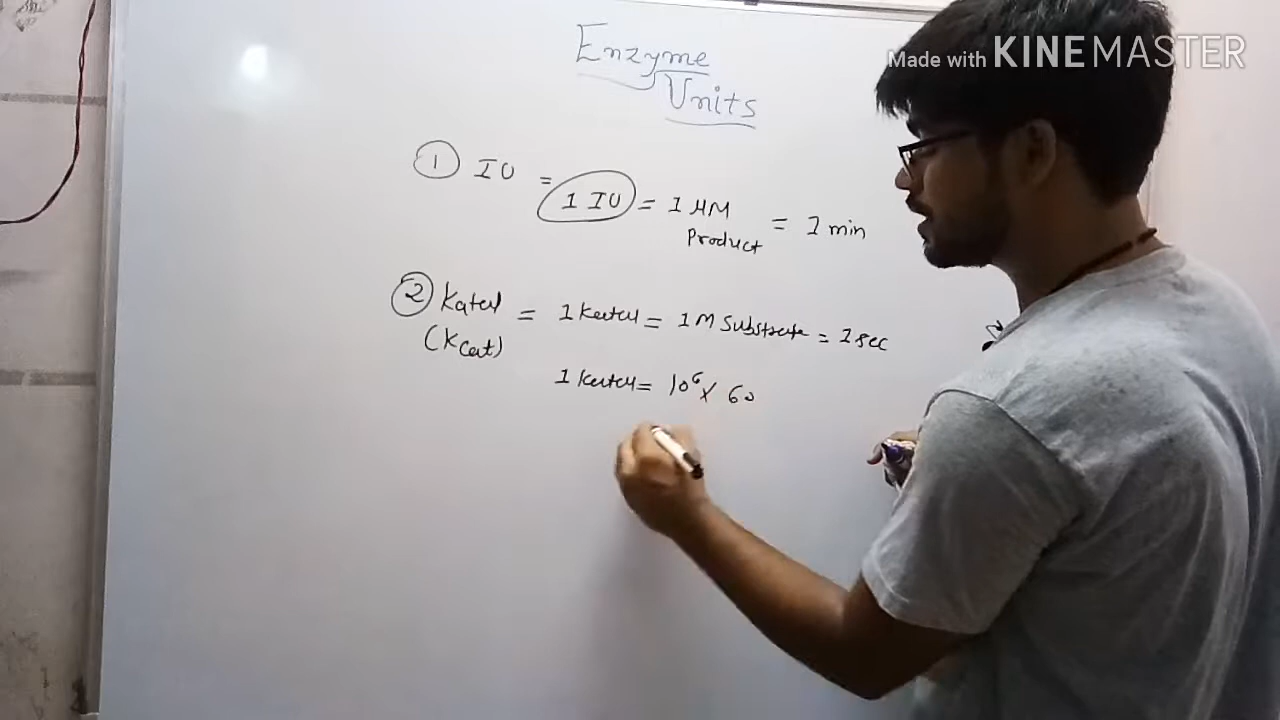 Made with KINEMASTER
Enzyme
Units
1 IU = 1 IU = 1 μM Product = 1 min
2 Katal = 1 Katal = 1 M Substrate = 1 sec
(Kcat)
1 Katal = 10⁶ × 60